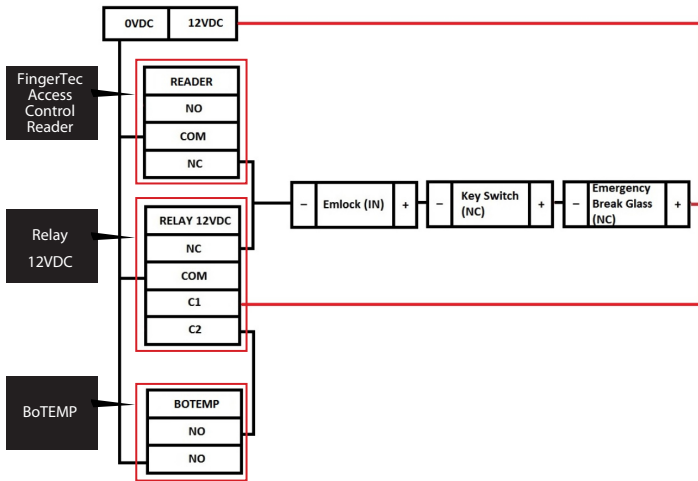 0VDC 12VDC
FingerTec
Access
Control
Reader
READER
NO
COM
NC
– Emlock (IN) +
– Key Switch
(NC) +
– Emergency
Break Glass
(NC) +
Relay
12VDC
RELAY 12VDC
NC
COM
C1
C2
BoTEMP
BOTEMP
NO
NO